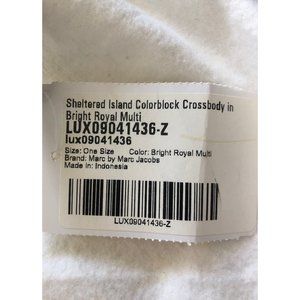 Sheltered Island Colorblock Crossbody in
Bright Royal Multi
LUX09041436-Z
lux09041436
Size: One Size Color: Bright Royal Multi
Brand: Marc by Marc Jacobs
Made in: Indonesia
LUX09041436-Z